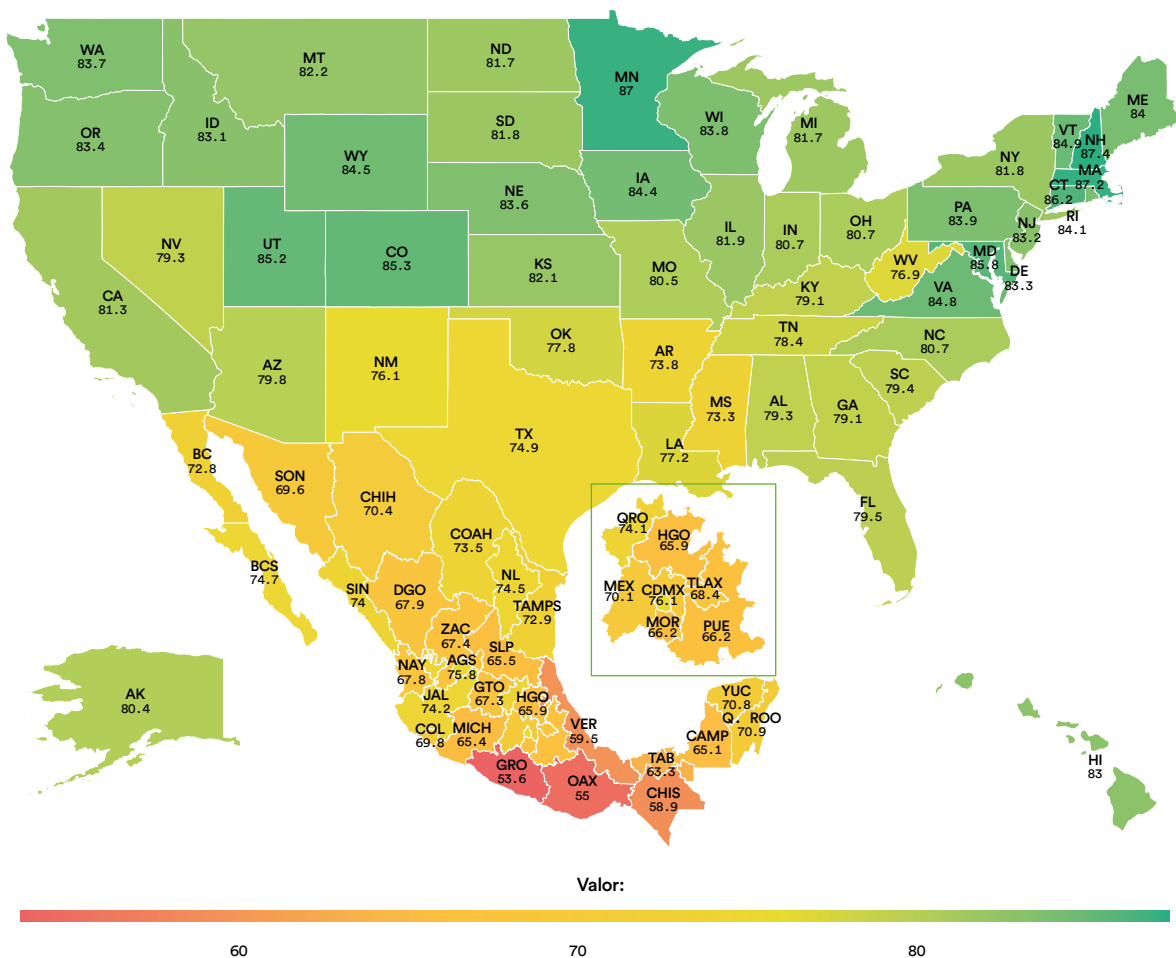 WA
83.7
MT
82.2
ND
81.7
MN
87
ME
84
OR
83.4
ID
83.1
SD
81.8
WI
83.8
MI
81.7
VT
84.9
NH
87.4
NY
81.8
MA
87.2
WY
84.5
IA
84.4
NE
83.6
CT
86.2
RI
84.1
PA
83.9
NJ
83.2
NV
79.3
UT
85.2
CO
85.3
KS
82.1
MO
80.5
IL
81.9
IN
80.7
OH
80.7
WV
76.9
MD
85.8
DE
83.3
VA
84.8
CA
81.3
KY
79.1
TN
78.4
NC
80.7
AZ
79.8
NM
76.1
OK
77.8
AR
73.8
SC
79.4
MS
73.3
AL
79.3
GA
79.1
TX
74.9
LA
77.2
FL
79.5
BC
72.8
SON
69.6
CHIH
70.4
COAH
73.5
BCS
74.7
SIN
74
DGO
67.9
NL
74.5
TAMPS
72.9
QRO
74.1
HGO
65.9
MEX
70.1
CDMX
76.1
TLAX
68.4
MOR
66.2
PUE
66.2
ZAC
67.4
SLP
65.5
NAY
67.8
AGS
75.8
JAL
74.2
GTO
67.3
HGO
65.9
COL
69.8
MICH
65.4
VER
59.5
YUC
70.8
Q. ROO
70.9
CAMP
65.1
TAB
63.3
GRO
53.6
OAX
55
CHIS
58.9
AK
80.4
HI
83
Valor:
60
70
80